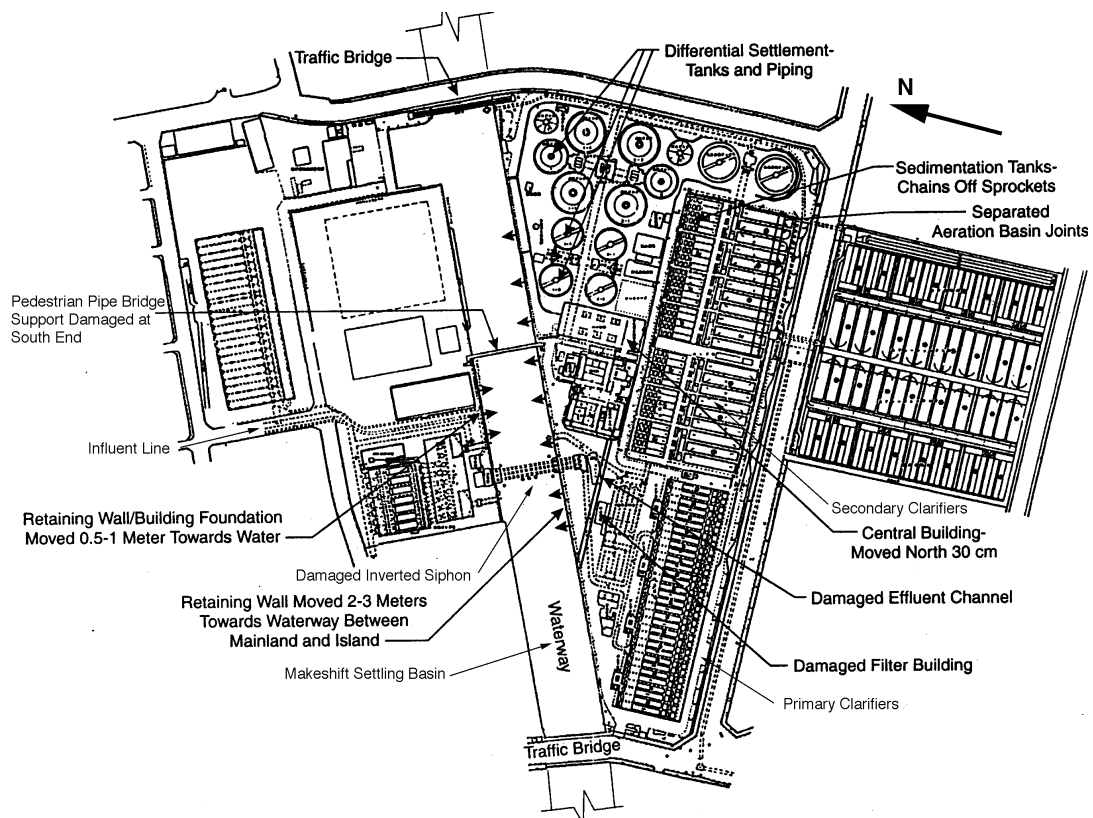 Traffic Bridge
Differential Settlement-
Tanks and Piping
N
Sedimentation Tanks-
Chains Off Sprockets
Separated
Aeration Basin Joints
Pedestrian Pipe Bridge
Support Damaged at
South End
Influent Line
Retaining Wall/Building Foundation
Moved 0.5-1 Meter Towards Water
Damaged Inverted Siphon
Retaining Wall Moved 2-3 Meters
Towards Waterway Between
Mainland and Island
Makeshift Settling Basin
Waterway
Secondary Clarifiers
Central Building-
Moved North 30 cm
Damaged Effluent Channel
Damaged Filter Building
Primary Clarifiers
Traffic Bridge